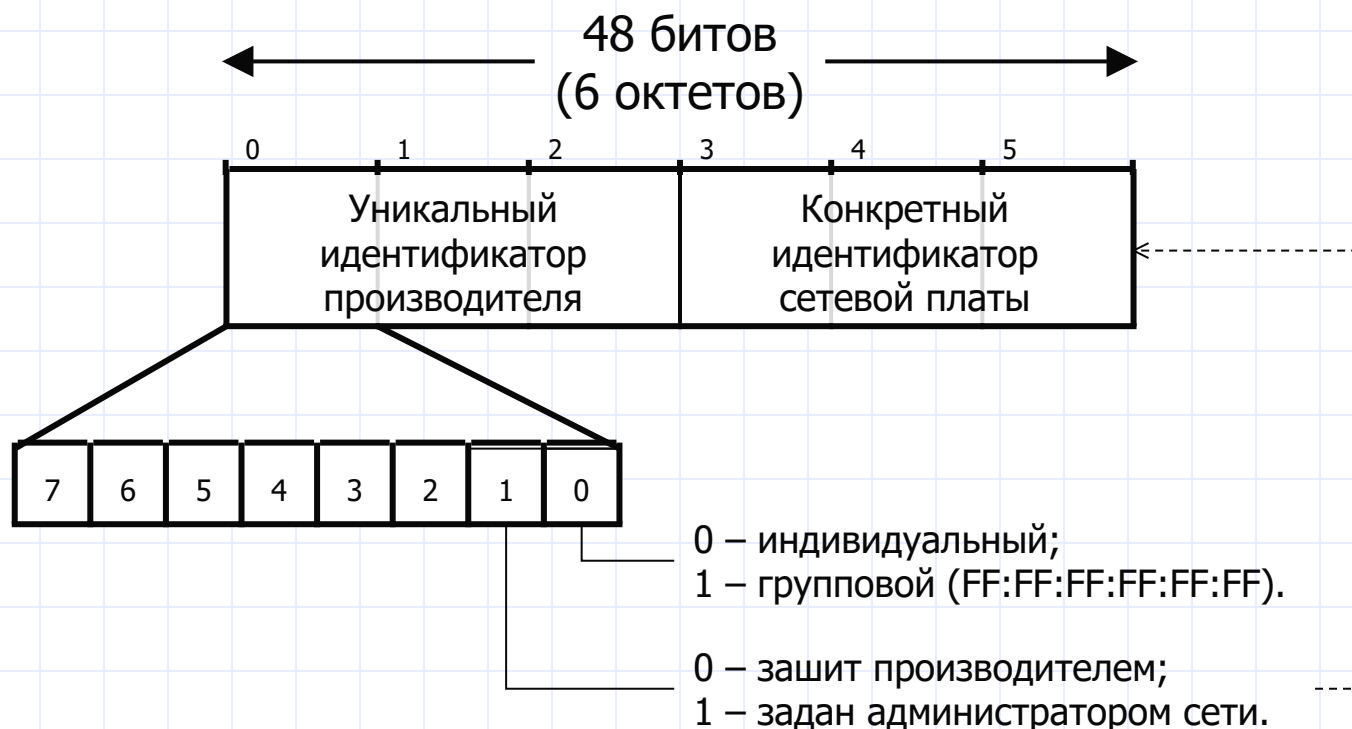 48 битов
(6 октетов)
0 1 2 3 4 5
Уникальный
идентификатор
производителя
Конкретный
идентификатор
сетевой платы
7 6 5 4 3 2 1 0
0 – индивидуальный;
1 – групповой (FF:FF:FF:FF:FF:FF).
0 – зашит производителем;
1 – задан администратором сети.